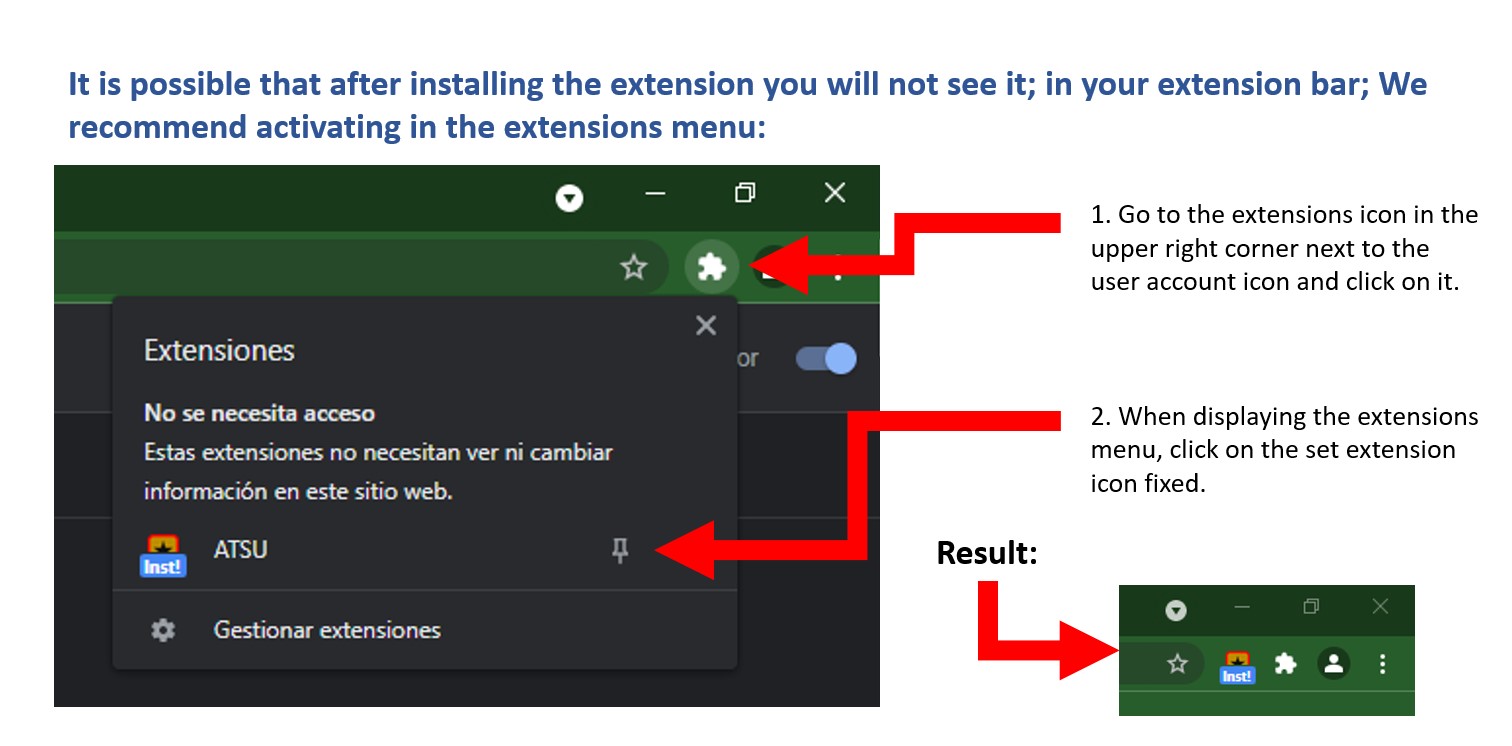 It is possible that after installing the extension you will not see it; in your extension bar; We
recommend activating in the extensions menu:
1. Go to the extensions icon in the
upper right corner next to the
user account icon and click on it.
Extensiones
or
No se necesita acceso
Estas extensiones no necesitan ver ni cambiar
información en este sitio web.
2. When displaying the extensions
menu, click on the set extension
icon fixed.
ATSU
Inst!
Gestionar extensiones
Result:
Inst!